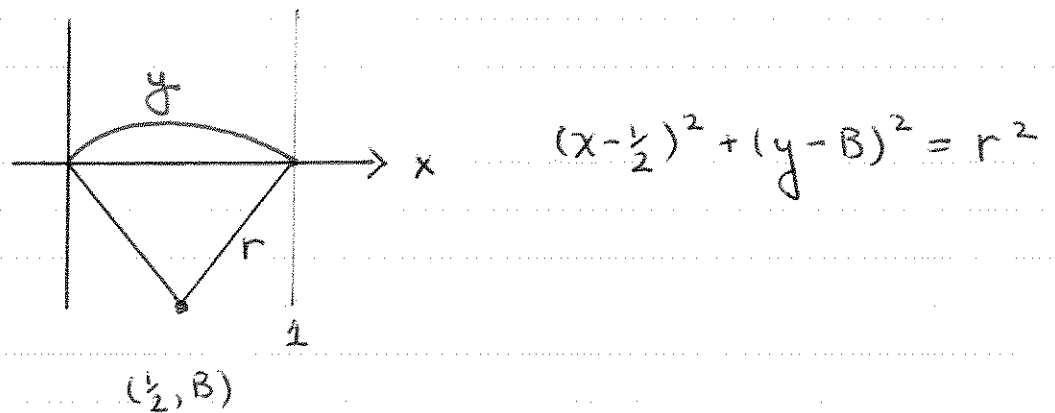 y
(x-½)² + (y-B)² = r²
x
r
1
(½, B)